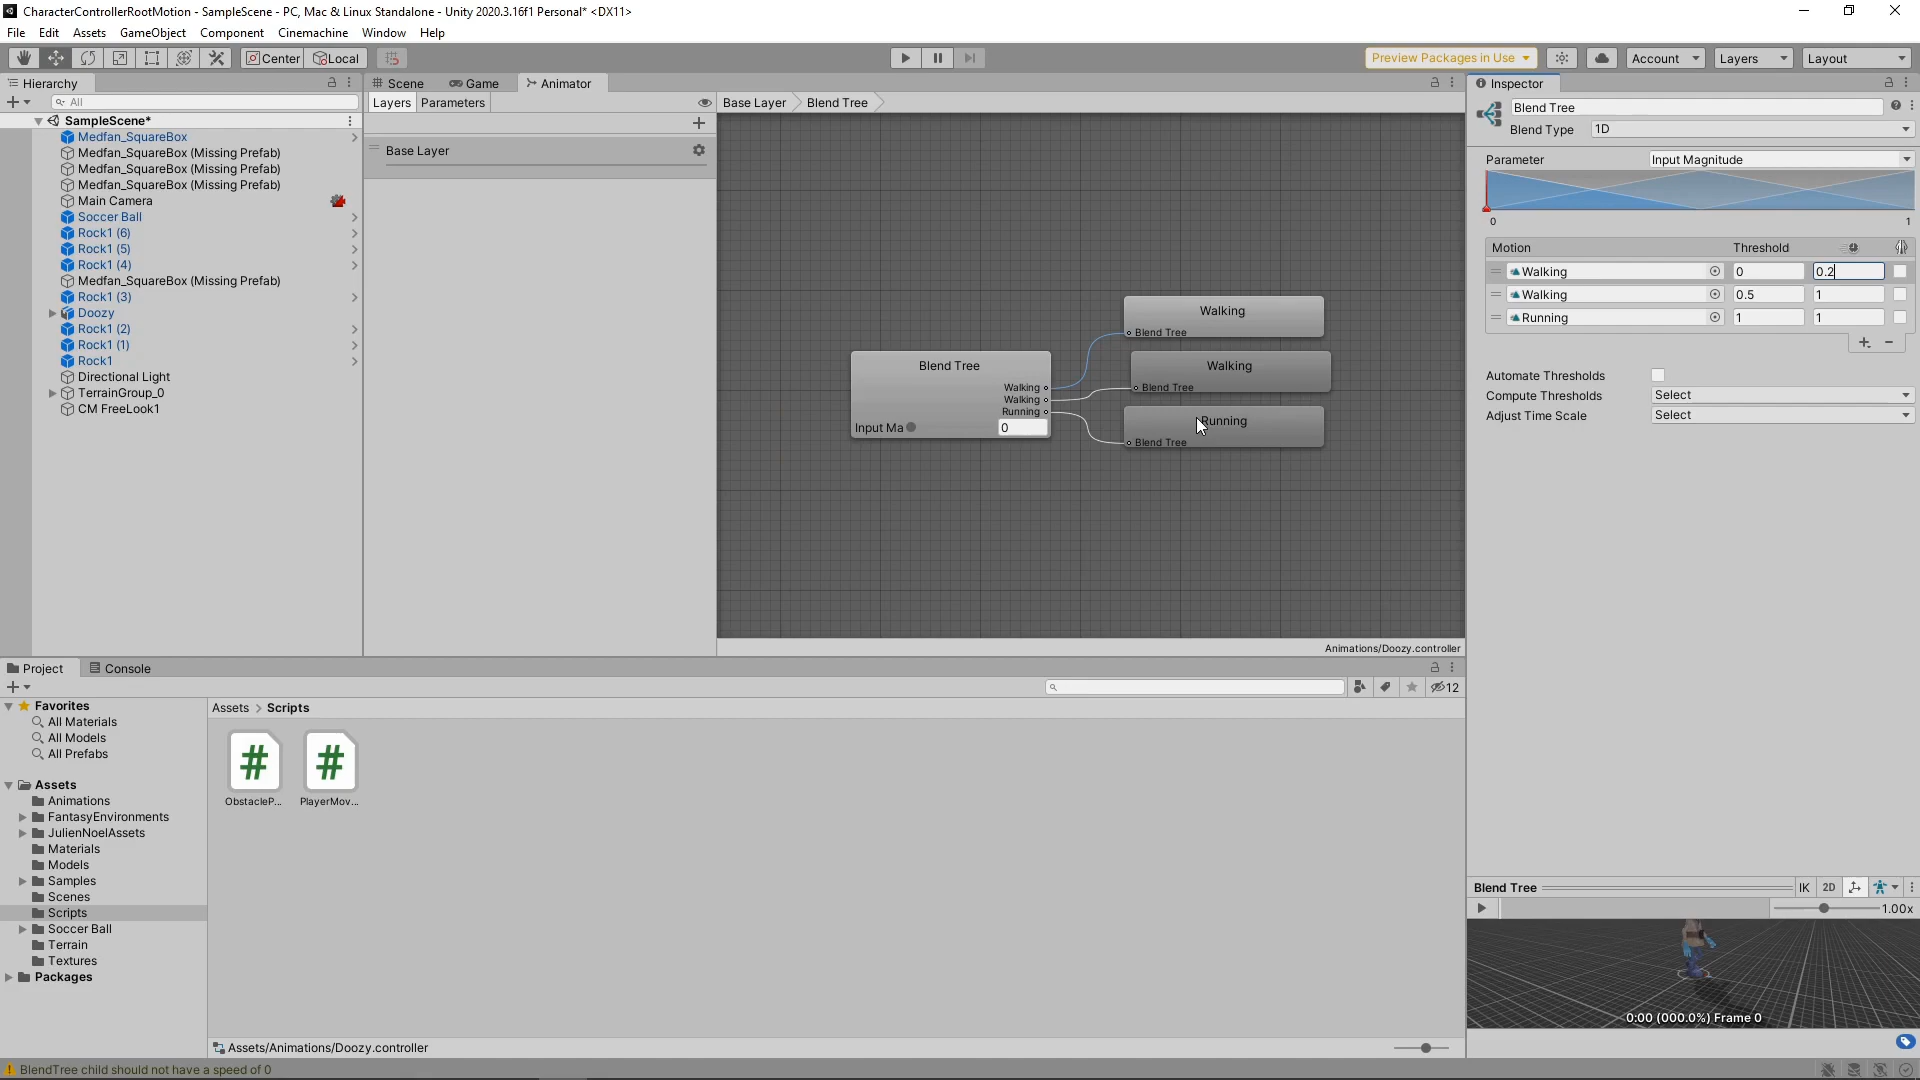 CharacterControllerRootMotion - SampleScene - PC, Mac & Linux Standalone - Unity 2020.3.16f1 Personal* <DX11>
File Edit Assets GameObject Component Cinemachine Window Help
Center Local Preview Packages in Use Account Layers Layout
Hierarchy
All
SampleScene*
Medfan_SquareBox
Medfan_SquareBox (Missing Prefab)
Medfan_SquareBox (Missing Prefab)
Medfan_SquareBox (Missing Prefab)
Main Camera
Soccer Ball
Rock1 (6)
Rock1 (5)
Rock1 (4)
Medfan_SquareBox (Missing Prefab)
Rock1 (3)
Doozy
Rock1 (2)
Rock1 (1)
Rock1
Directional Light
TerrainGroup_0
CM FreeLook1
Scene Game Animator
Layers Parameters
Base Layer
Base Layer Blend Tree
Walking
Blend Tree
Walking
Blend Tree
Running
Blend Tree
Blend Tree
Walking
Walking
Running
Input Ma 0
Animations/Doozy.controller
Inspector
Blend Tree
Blend Type 1D
Parameter Input Magnitude
0 1
Motion Threshold
Walking 0 0.2
Walking 0.5 1
Running 1 1
Automate Thresholds
Compute Thresholds Select
Adjust Time Scale Select
Blend Tree IK 2D
1.00x
0:00 (000.0%) Frame 0
Project Console
12
Favorites
All Materials
All Models
All Prefabs
Assets
Animations
FantasyEnvironments
JulienNoelAssets
Materials
Models
Samples
Scenes
Scripts
Soccer Ball
Terrain
Textures
Packages
Assets > Scripts
# #
ObstacleP... PlayerMov...
Assets/Animations/Doozy.controller
BlendTree child should not have a speed of 0